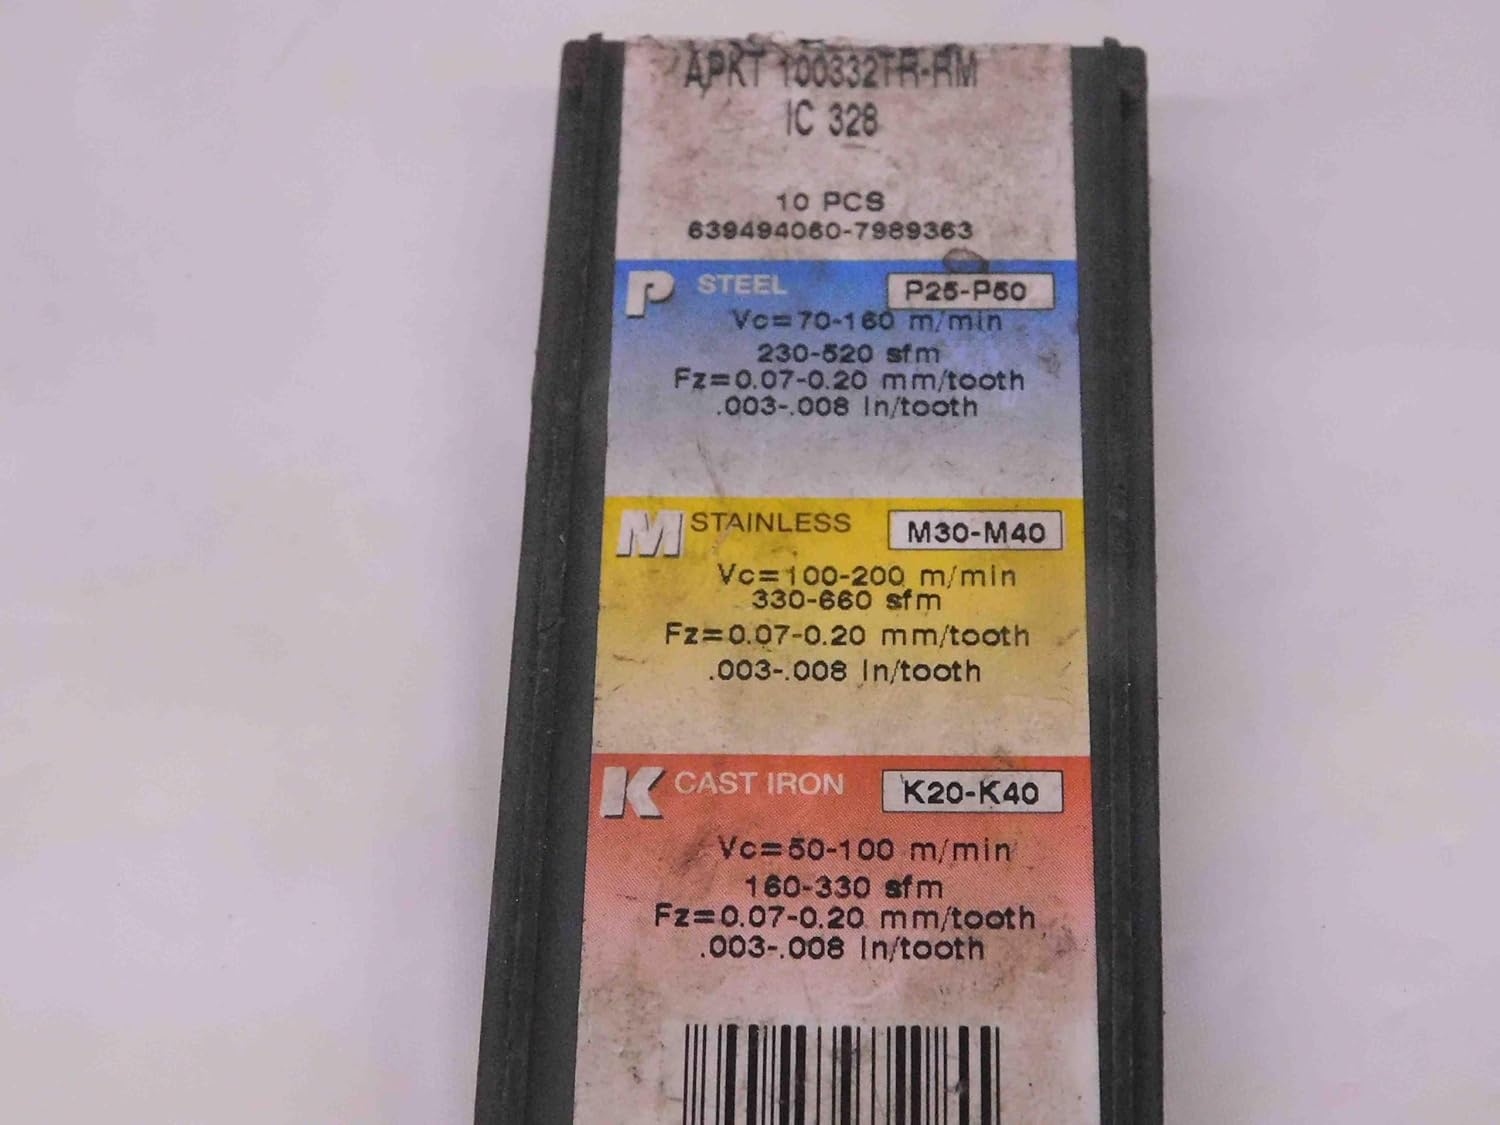 APKT 100332TR-RM
IC 328
10 PCS
639494060-7989363
P STEEL P25-P50
Vc=70-160 m/min
230-520 sfm
Fz=0.07-0.20 mm/tooth
.003-.008 In/tooth
M STAINLESS M30-M40
Vc=100-200 m/min
330-660 sfm
Fz=0.07-0.20 mm/tooth
.003-.008 In/tooth
K CAST IRON K20-K40
Vc=50-100 m/min
160-330 sfm
Fz=0.07-0.20 mm/tooth
.003-.008 In/tooth